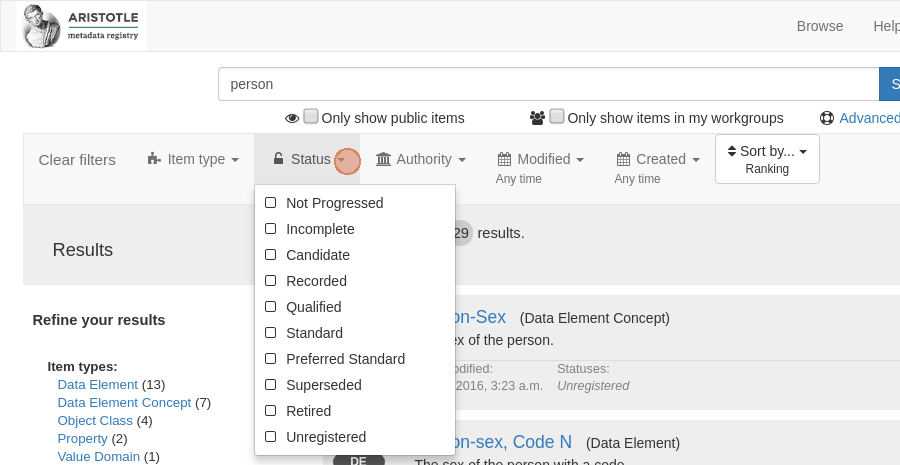 ARISTOTLE
metadata registry
Browse
person
Only show public items
Only show items in my workgroups
Advanced
Clear filters
Item type
Status
Authority
Modified
Any time
Created
Any time
Sort by...
Ranking
Not Progressed
Incomplete
Candidate
Recorded
Qualified
Standard
Preferred Standard
Superseded
Retired
Unregistered
Results
29 results.
Refine your results
Item types:
Data Element (13)
Data Element Concept (7)
Object Class (4)
Property (2)
Value Domain (1)
on-Sex (Data Element Concept)
ex of the person.
odified:
2016, 3:23 a.m.
Statuses:
Unregistered
on-sex, Code N (Data Element)
DE
The sex of the person with a code